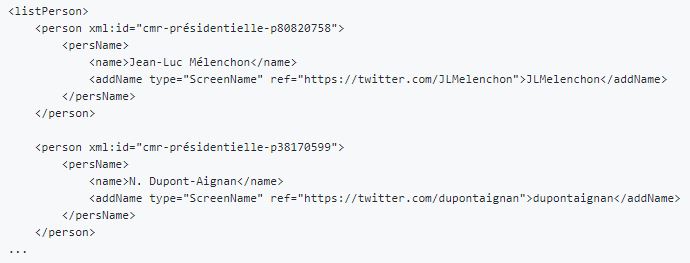 <listPerson>
<person xml:id="cmr-présidentielle-p80820758">
<persName>
<name>Jean-Luc Mélenchon</name>
<addName type="ScreenName" ref="https://twitter.com/JLMelenchon">JLMelenchon</addName>
</persName>
</person>
<person xml:id="cmr-présidentielle-p38170599">
<persName>
<name>N. Dupont-Aignan</name>
<addName type="ScreenName" ref="https://twitter.com/dupontaignan">dupontaignan</addName>
</persName>
</person>
...